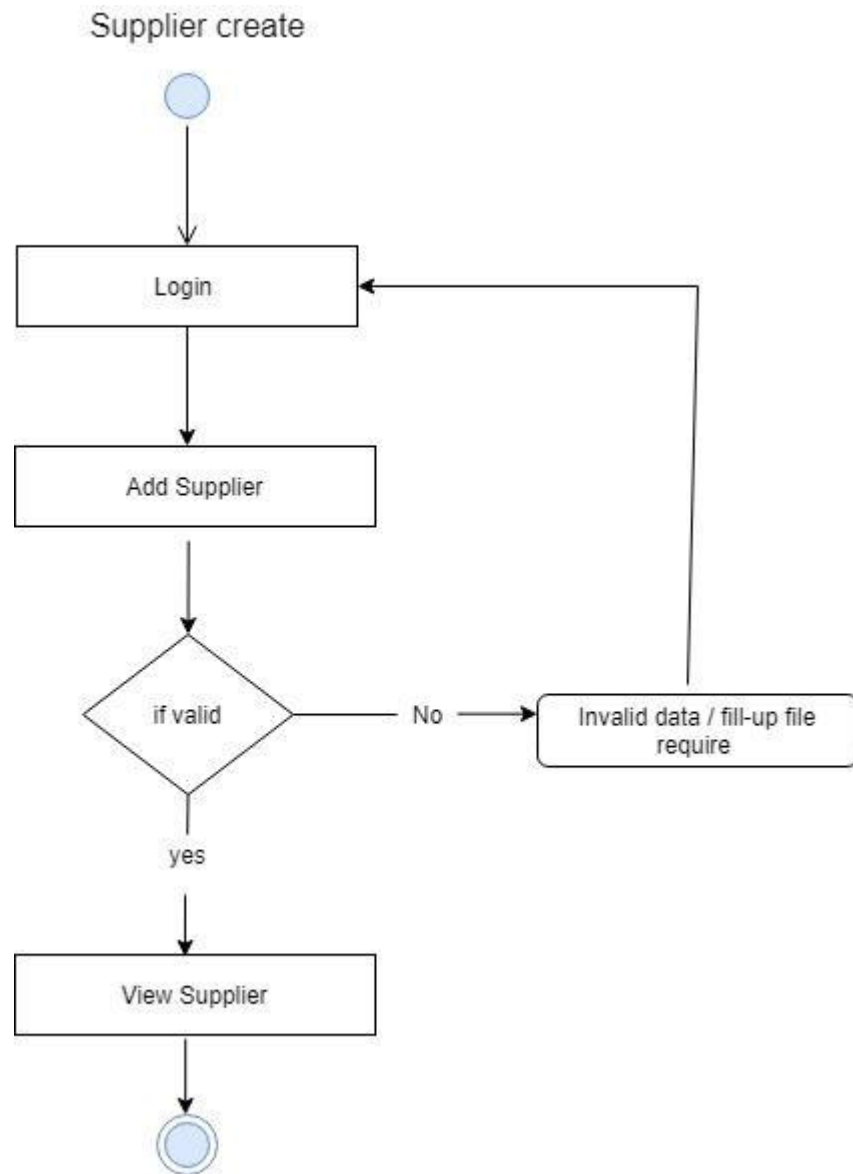 Supplier create
Login
Add Supplier
if valid
No
Invalid data / fill-up file
require
yes
View Supplier